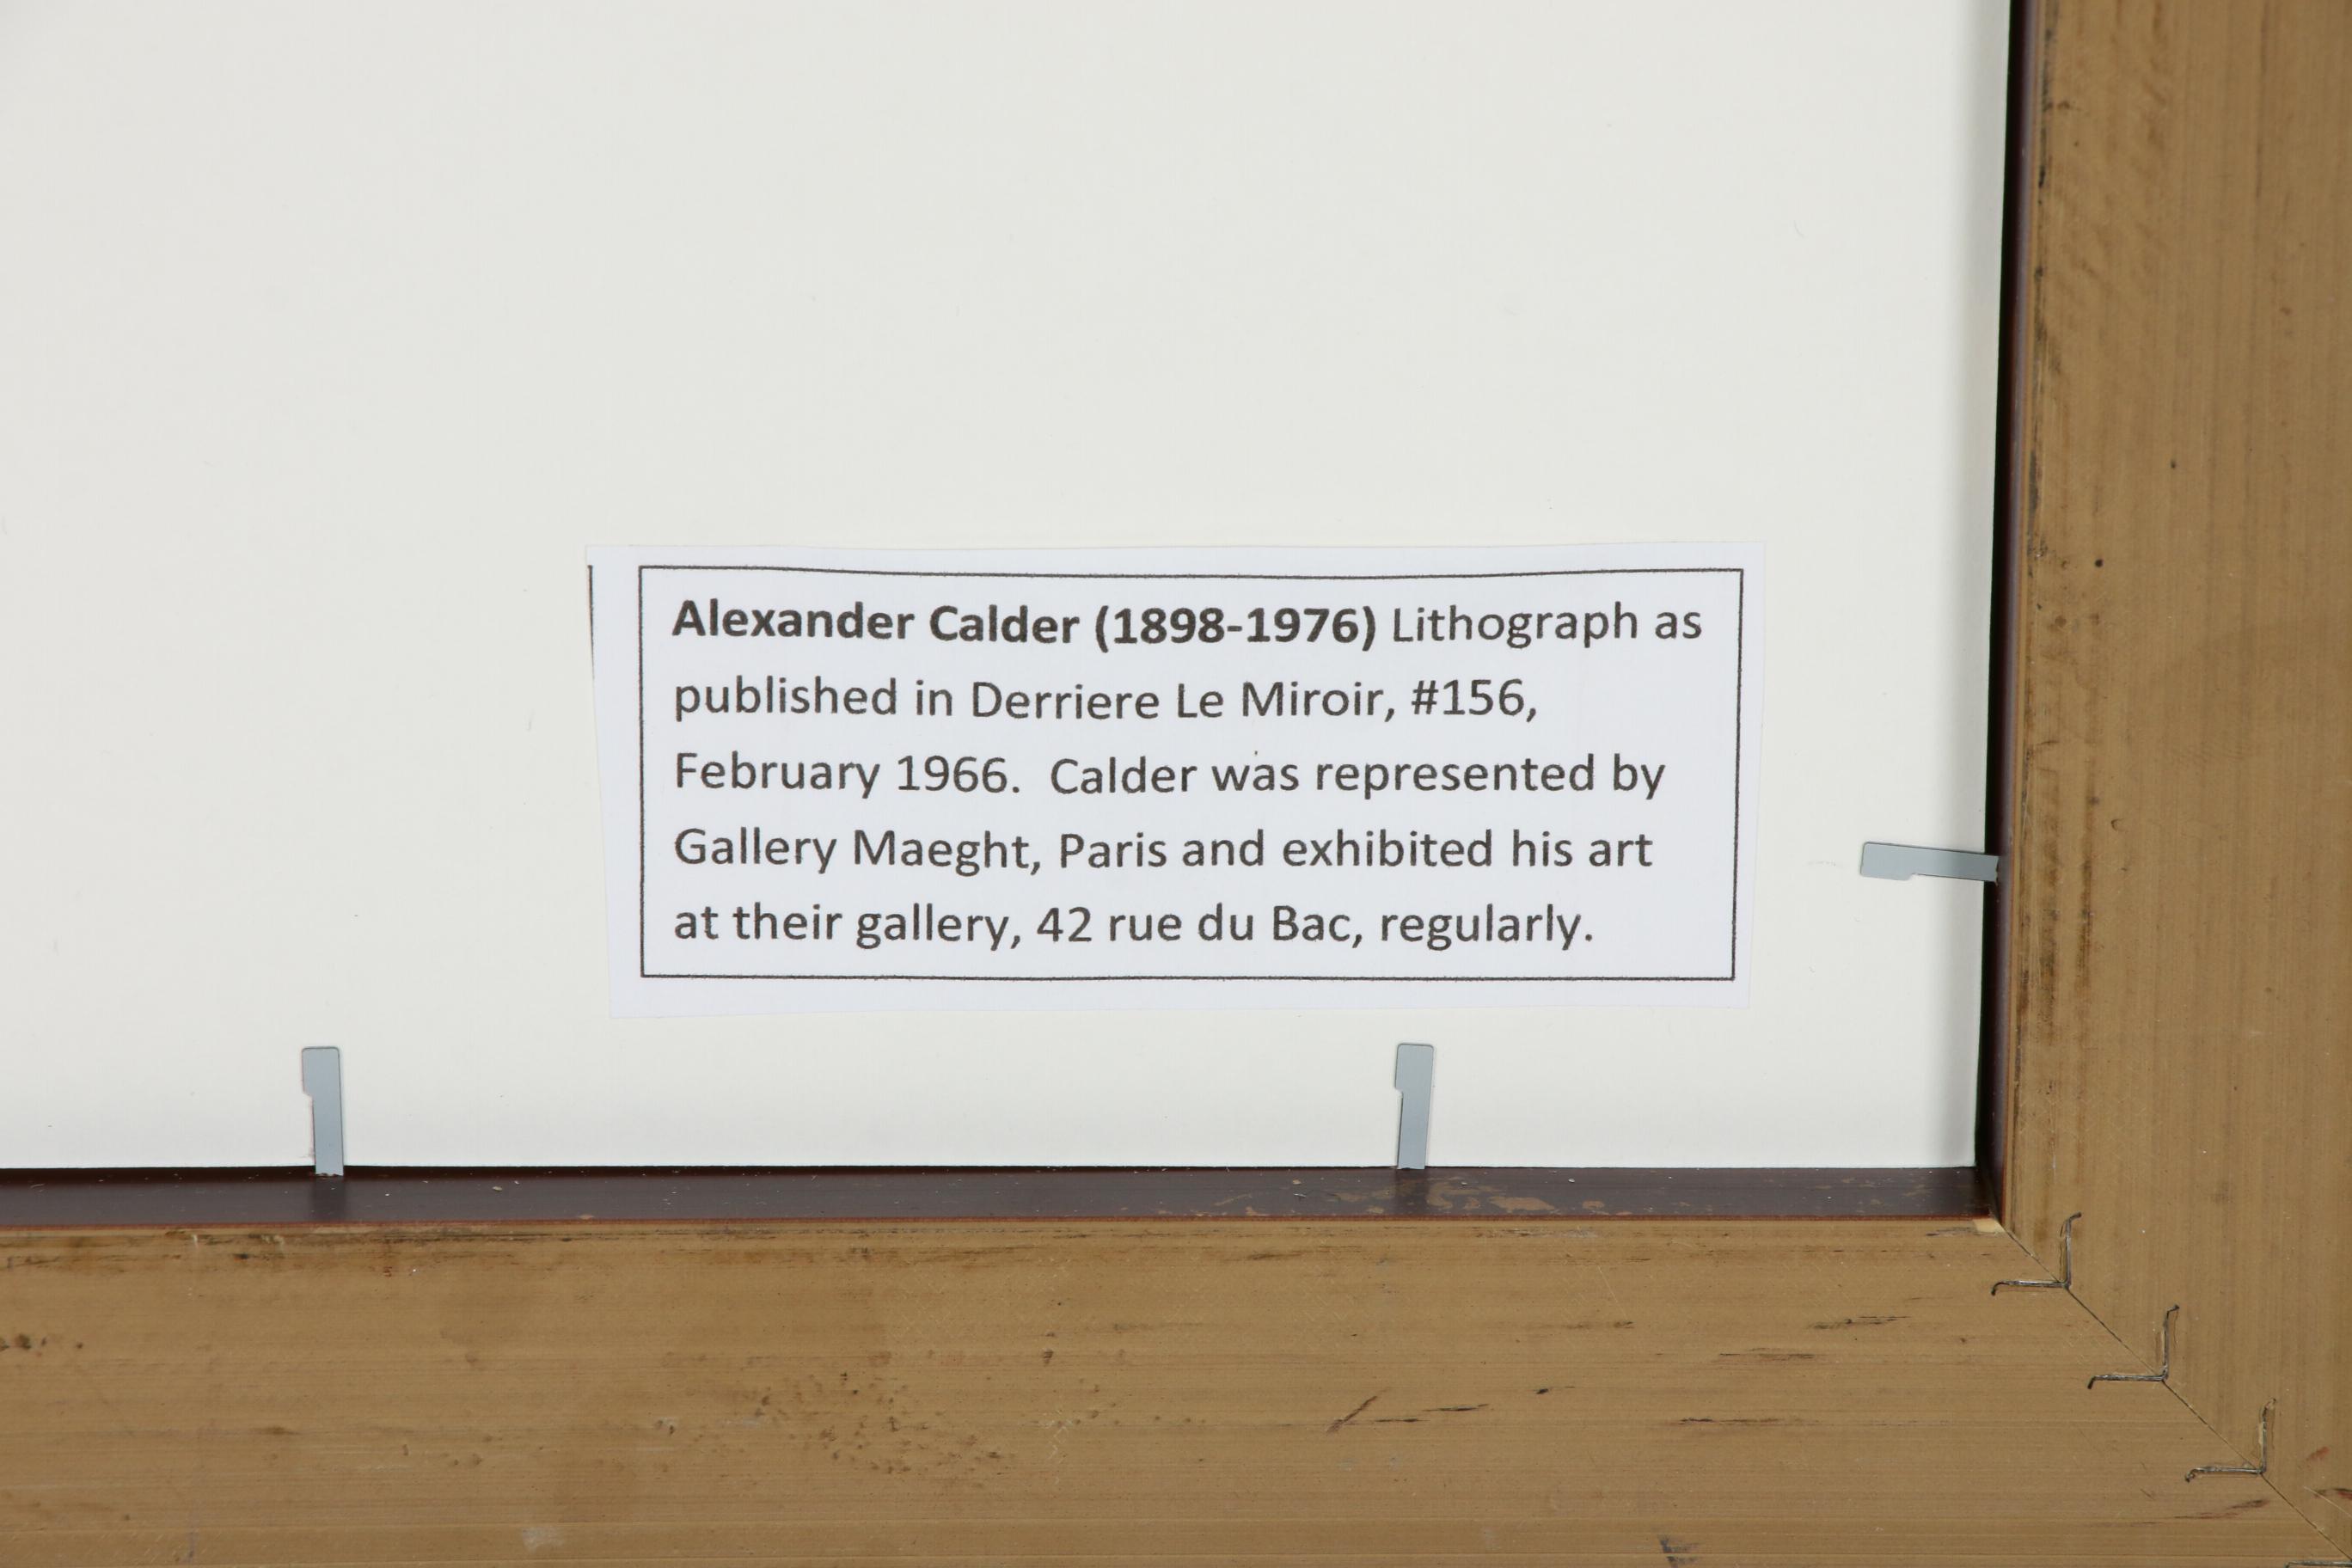 Alexander Calder (1898-1976) Lithograph as
published in Derriere Le Miroir, #156,
February 1966. Calder was represented by
Gallery Maeght, Paris and exhibited his art
at their gallery, 42 rue du Bac, regularly.